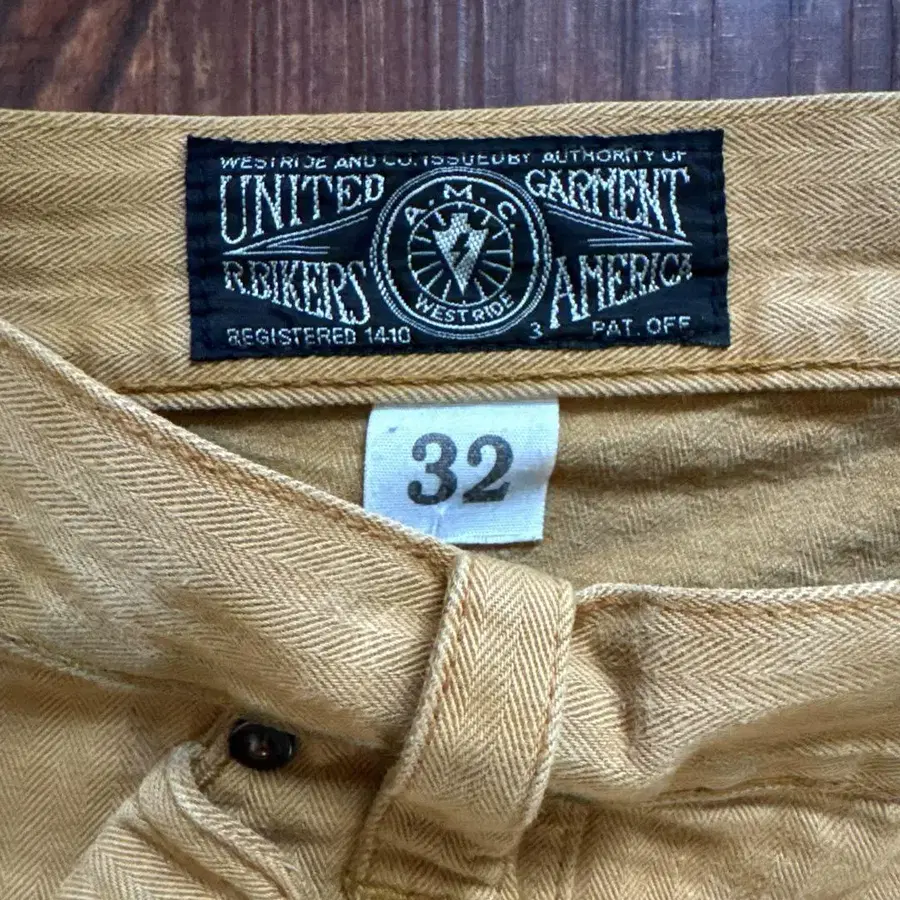 WESTRIDE AND CO. ISSUED BY AUTHORITY OF
UNITED GARMENT
A.M.C.
R.BIKERS AMERICA
WESTRIDE
REGISTERED 1410 3 PAT. OFF.
32